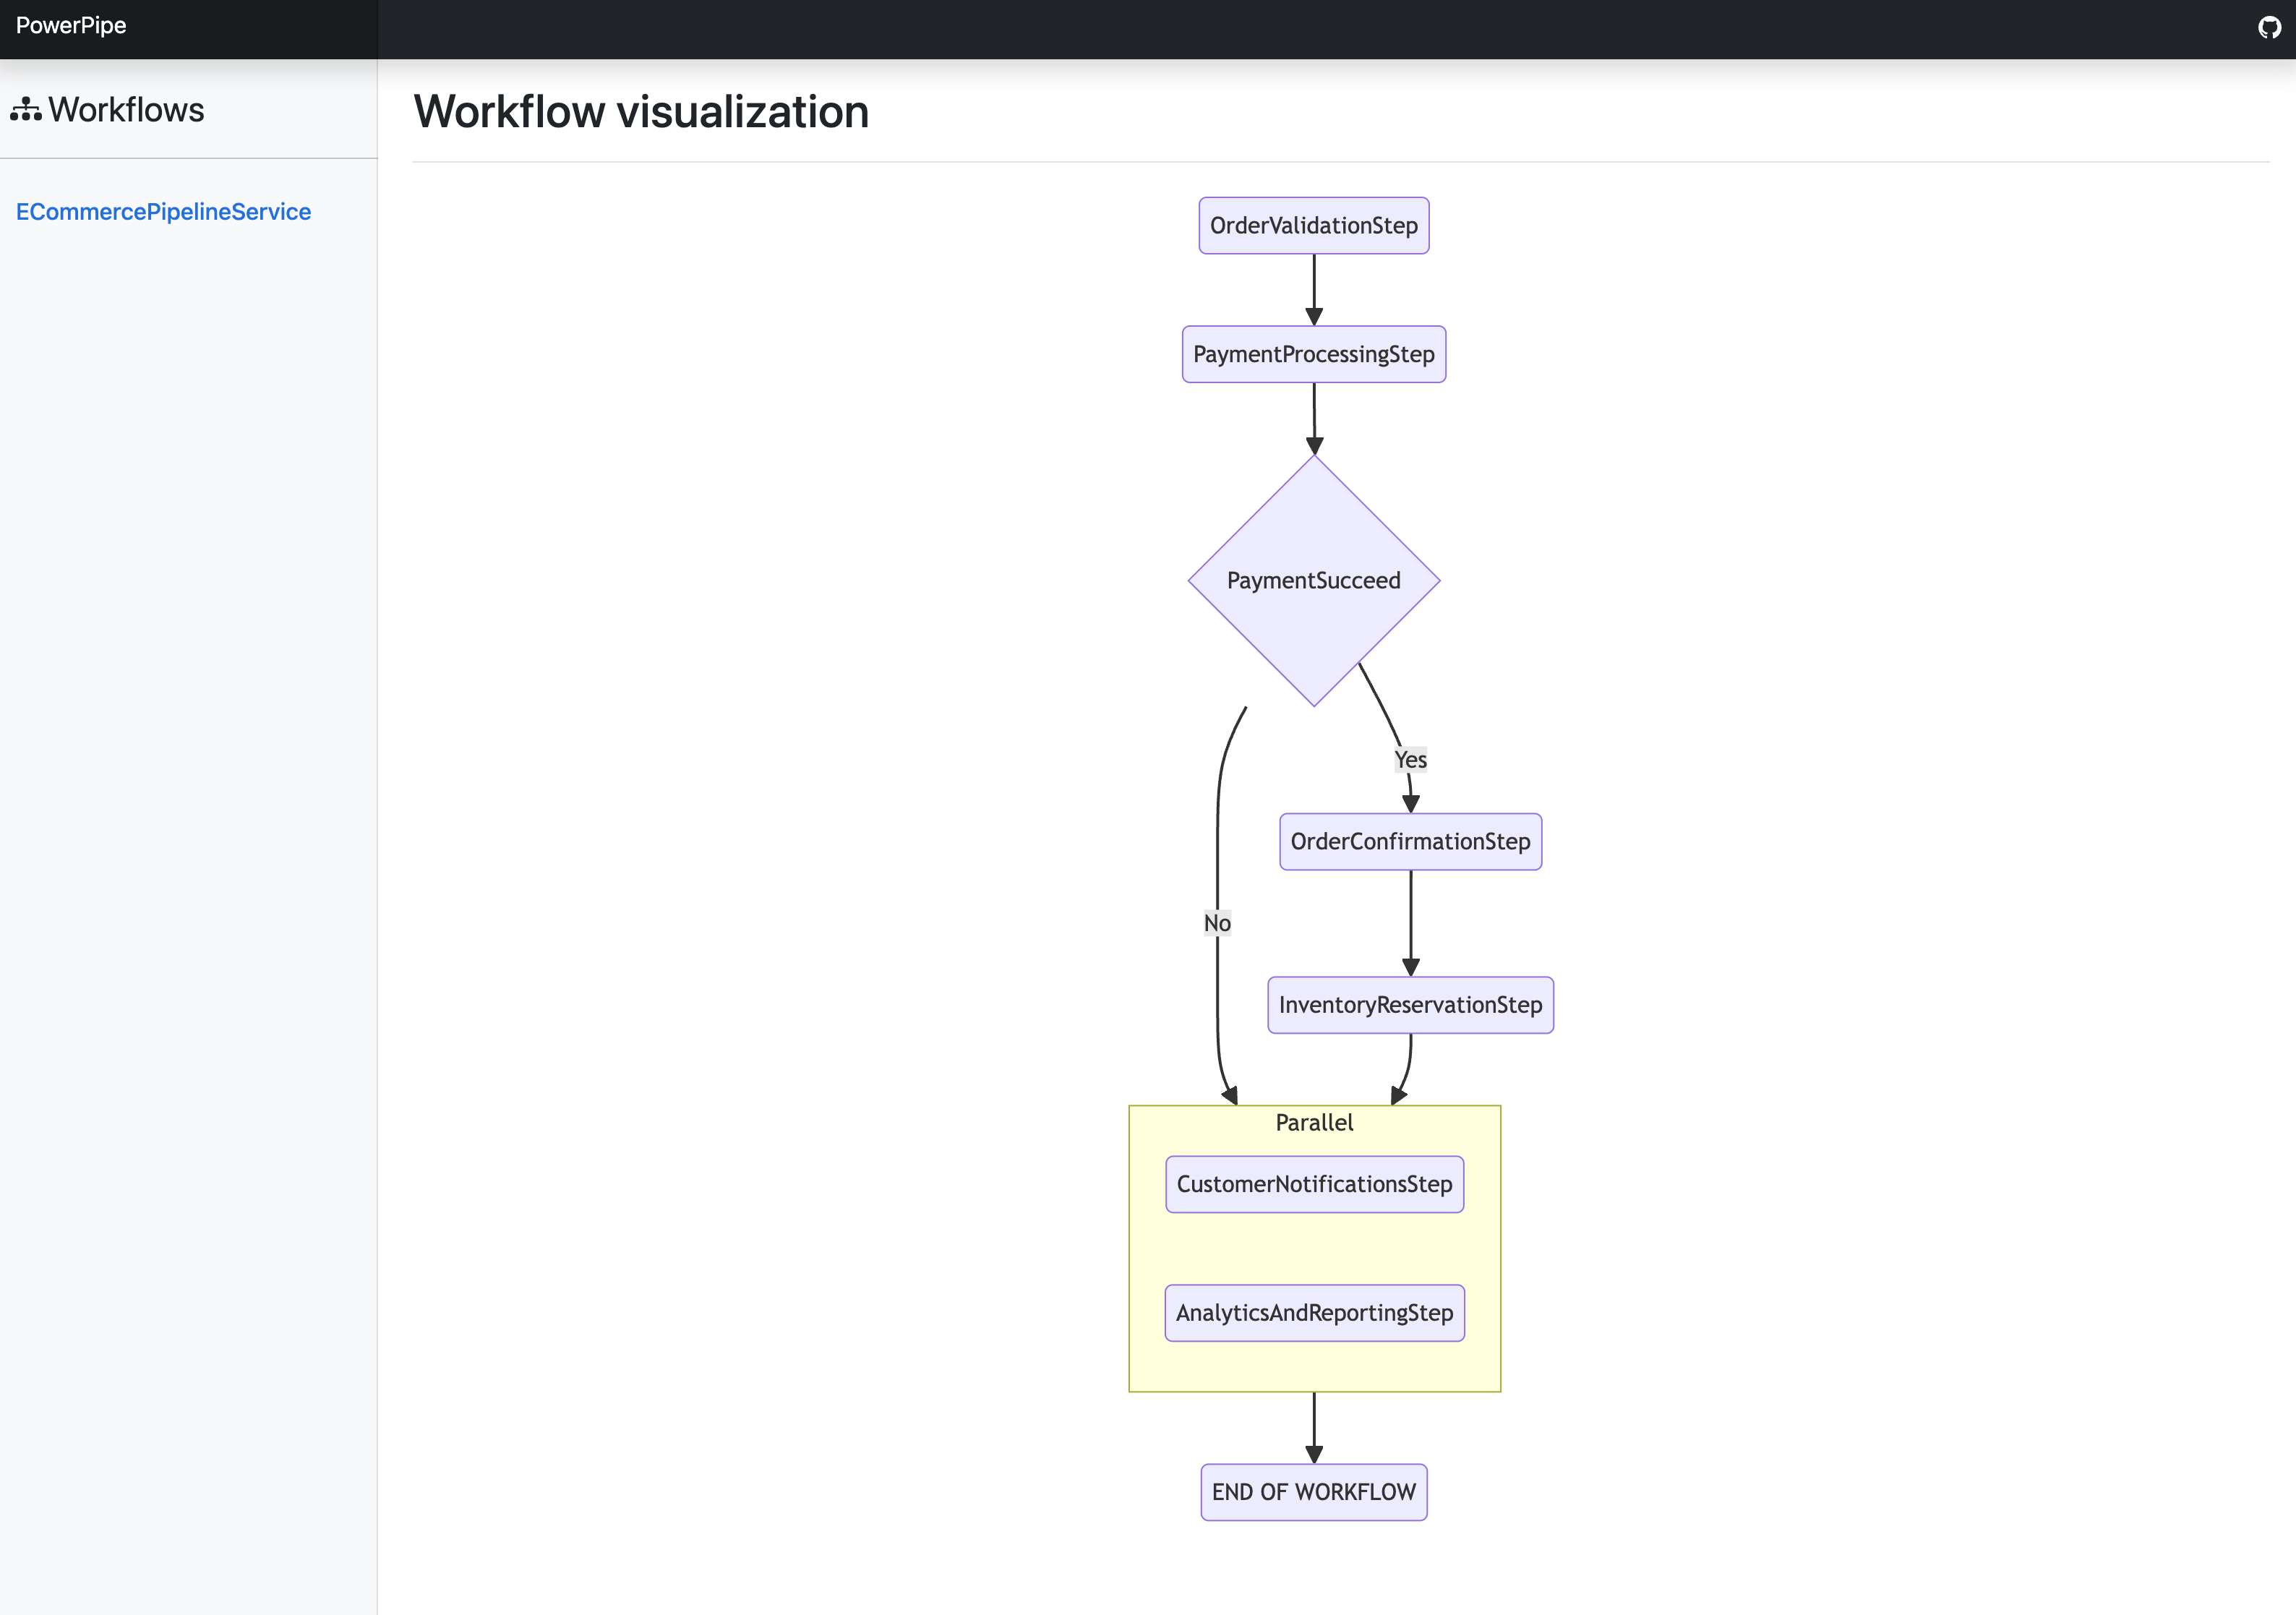 PowerPipe
Workflows
ECommercePipelineService
Workflow visualization
OrderValidationStep
PaymentProcessingStep
PaymentSucceed
Yes
OrderConfirmationStep
No
InventoryReservationStep
Parallel
CustomerNotificationsStep
AnalyticsAndReportingStep
END OF WORKFLOW